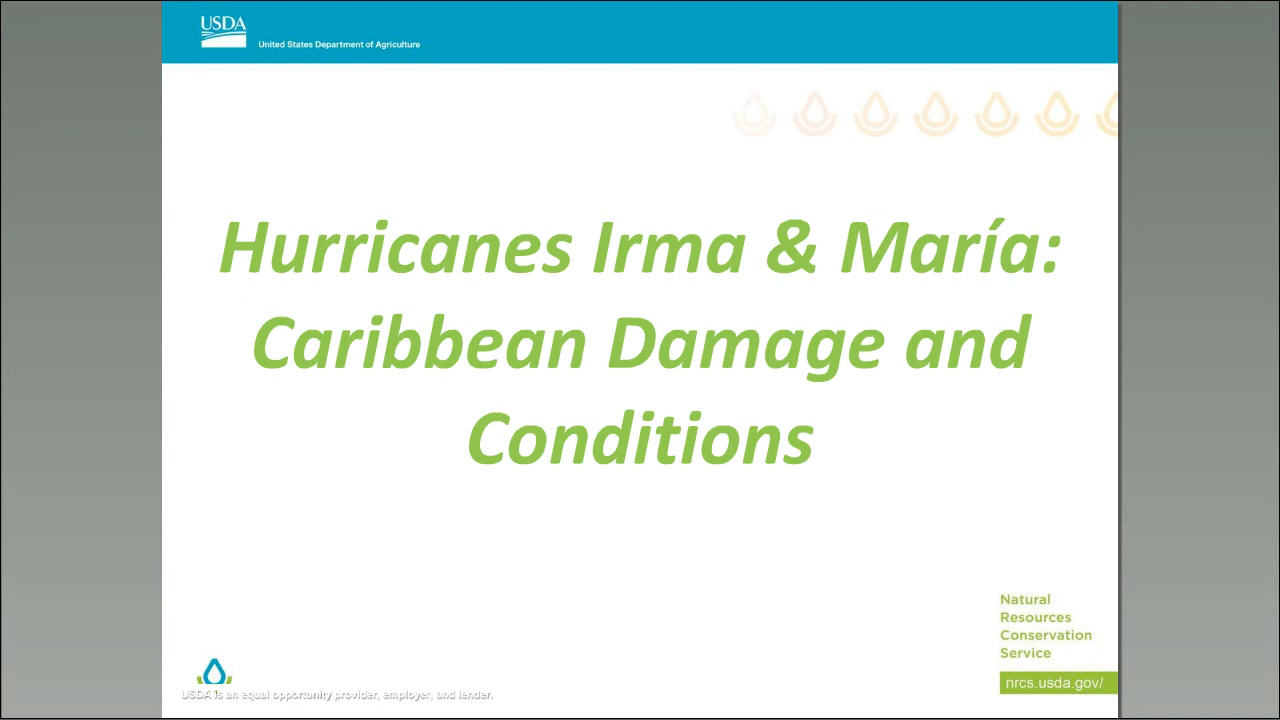 USDA
United States Department of Agriculture
Hurricanes Irma & María:
Caribbean Damage and
Conditions
Natural
Resources
Conservation
Service
nrcs.usda.gov/
USDA is an equal opportunity provider, employer, and lender.